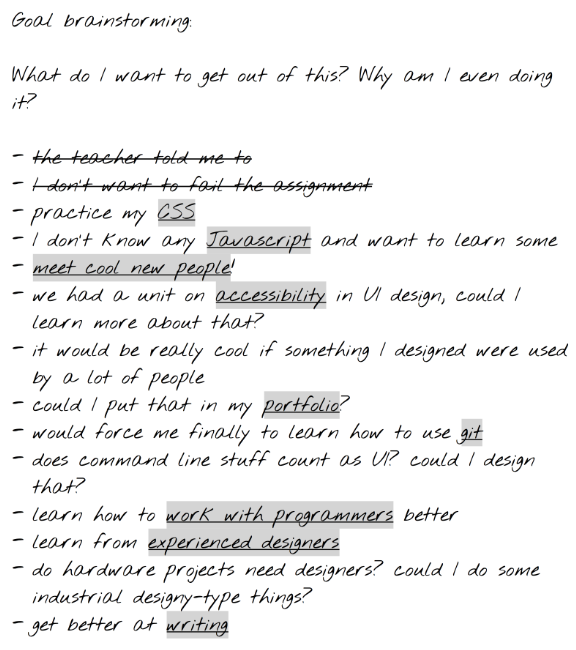 Goal brainstorming:
What do I want to get out of this? Why am I even doing
it?
- the teacher told me to
- I don't want to fail the assignment
- practice my CSS
- I don't know any Javascript and want to learn some
- meet cool new people!
- we had a unit on accessibility in UI design, could I
learn more about that?
- it would be really cool if something I designed were used
by a lot of people
- could I put that in my portfolio?
- would force me finally to learn how to use git
- does command line stuff count as UI? could I design
that?
- learn how to work with programmers better
- learn from experienced designers
- do hardware projects need designers? could I do some
industrial designy-type things?
- get better at writing